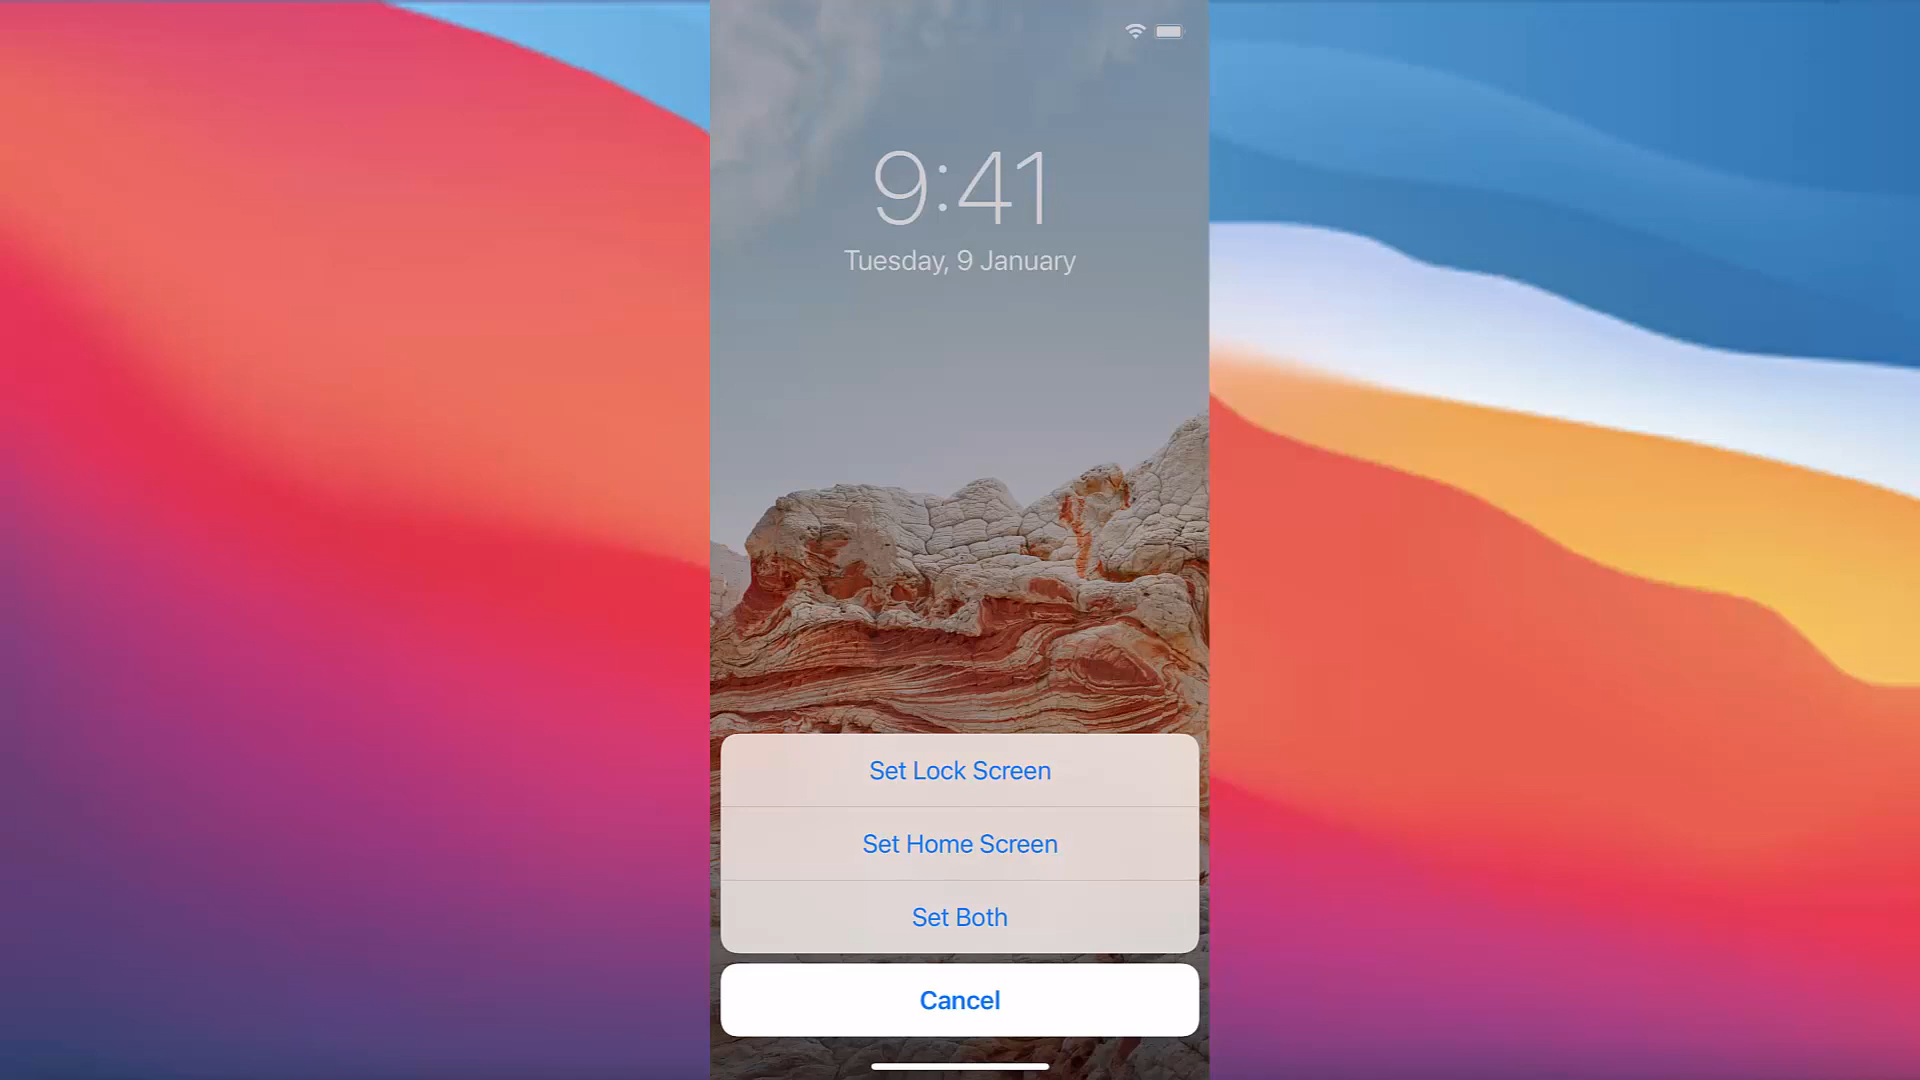 9:41
Tuesday, 9 January
Set Lock Screen
Set Home Screen
Set Both
Cancel